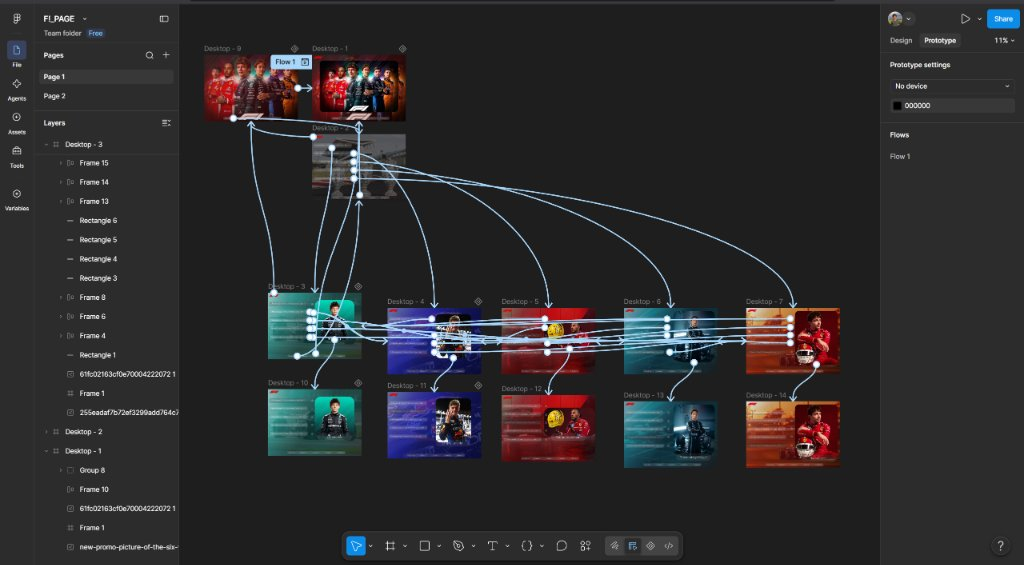 F!_PAGE
Team folder
Free
File
Agents
Assets
Tools
Variables
Pages
Page 1
Page 2
Layers
Desktop - 3
Frame 15
Frame 14
Frame 13
Rectangle 6
Rectangle 5
Rectangle 4
Rectangle 3
Frame 8
Frame 6
Frame 4
Rectangle 1
61fc02163cf0e70004222072 1
Frame 1
255eadaf7b72ef3299add764c7
Desktop - 2
Desktop - 1
Group 8
Frame 10
61fc02163cf0e70004222072 1
Frame 1
new-promo-picture-of-the-six-
Desktop - 9
Desktop - 1
Flow 1
Desktop - 2
Desktop - 3
Desktop - 4
Desktop - 5
Desktop - 6
Desktop - 7
Desktop - 10
Desktop - 11
Desktop - 12
Desktop - 13
Desktop - 14
Share
Design
Prototype
11%
Prototype settings
No device
000000
Flows
Flow 1
?